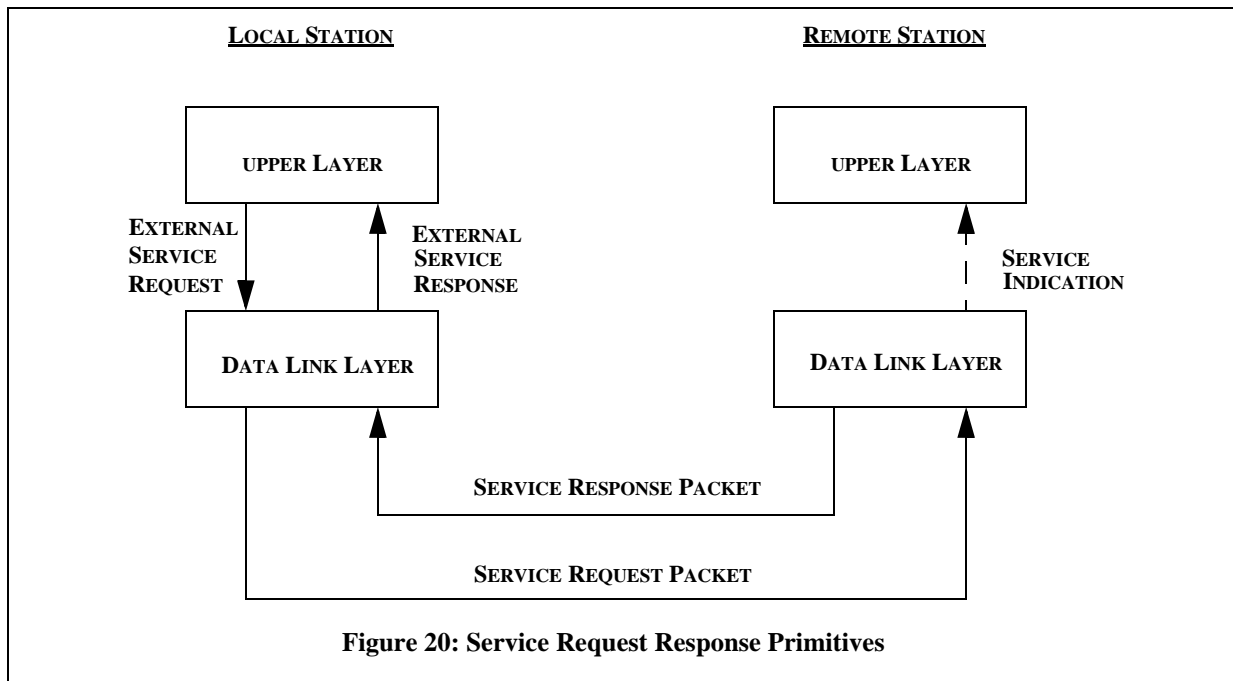 LOCAL STATION
REMOTE STATION
UPPER LAYER
UPPER LAYER
EXTERNAL
SERVICE
REQUEST
EXTERNAL
SERVICE
RESPONSE
SERVICE
INDICATION
DATA LINK LAYER
DATA LINK LAYER
SERVICE RESPONSE PACKET
SERVICE REQUEST PACKET
Figure 20: Service Request Response Primitives